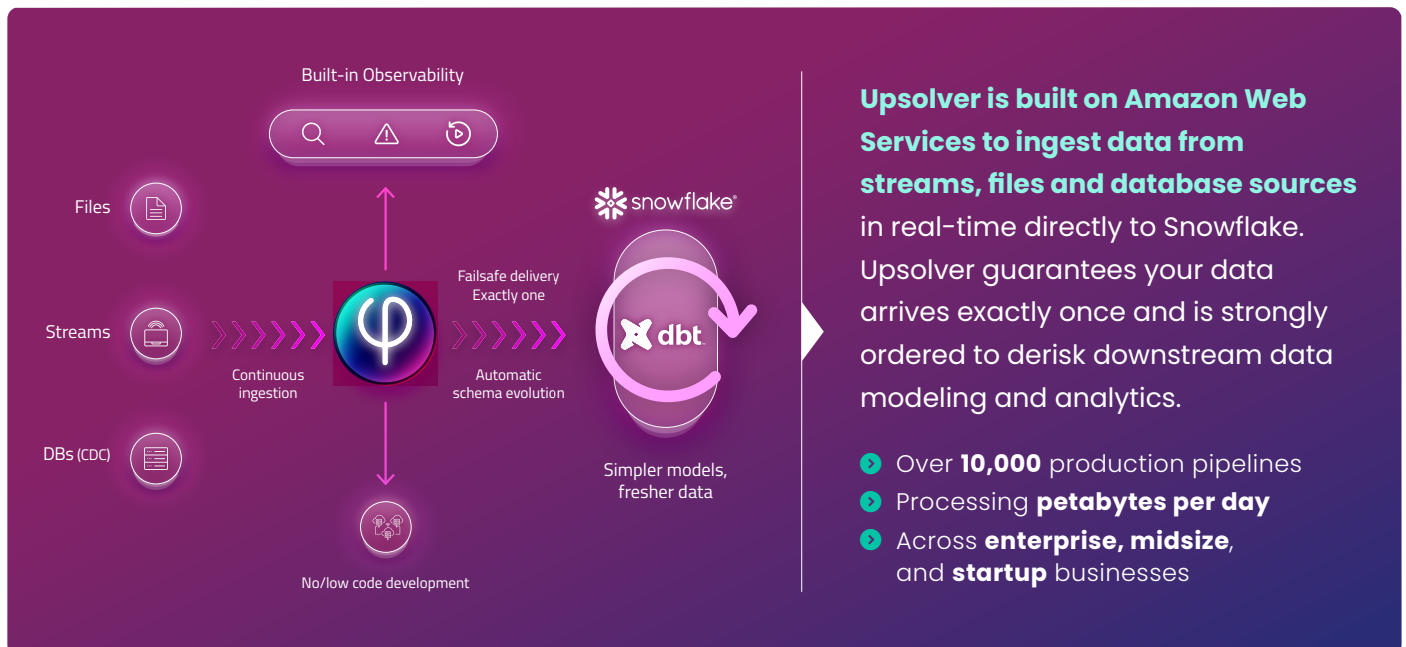 Built-in Observability
Files
Streams
DBs (CDC)
Continuous
ingestion
Failsafe delivery
Exactly one
Automatic
schema evolution
No/low code development
snowflake®
dbt
Simpler models,
fresher data
Upsolver is built on Amazon Web
Services to ingest data from
streams, files and database sources
in real-time directly to Snowflake.
Upsolver guarantees your data
arrives exactly once and is strongly
ordered to derisk downstream data
modeling and analytics.
Over 10,000 production pipelines
Processing petabytes per day
Across enterprise, midsize,
and startup businesses